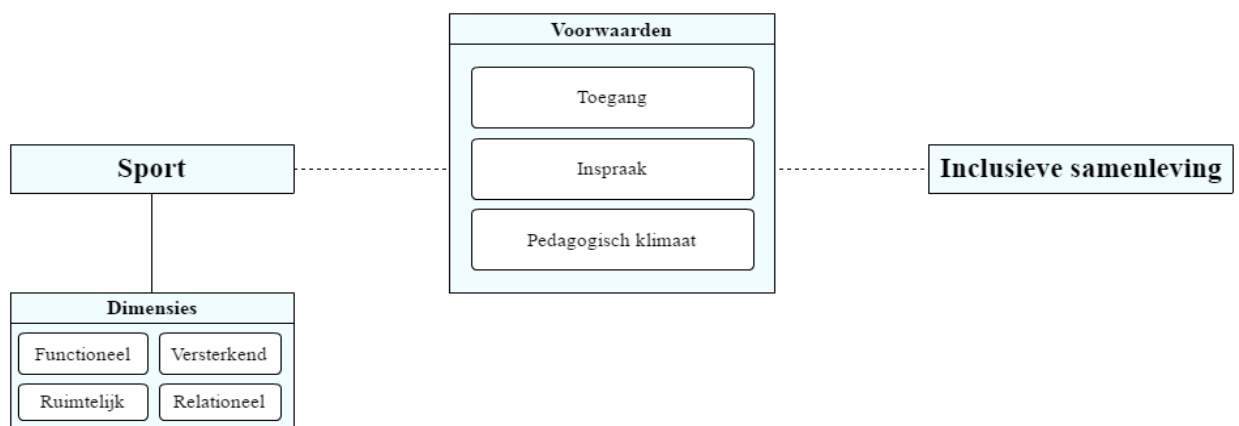 Voorwaarden
Toegang
Sport
Inspraak
Inclusieve samenleving
Pedagogisch klimaat
Dimensies
Functioneel
Versterkend
Ruimtelijk
Relationeel